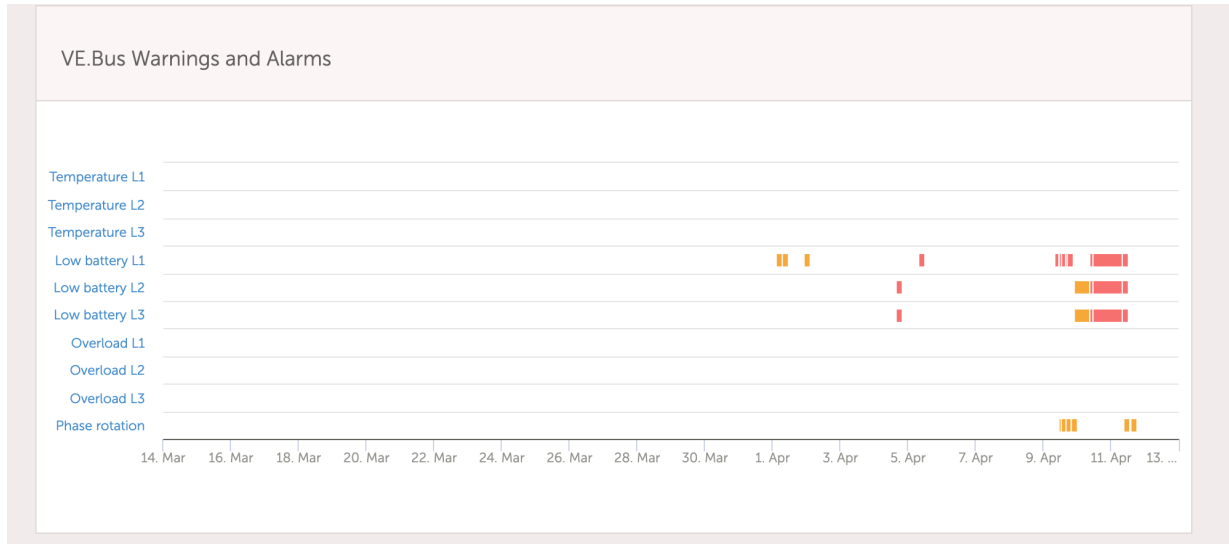 VE.Bus Warnings and Alarms
Temperature L1
Temperature L2
Temperature L3
Low battery L1
Low battery L2
Low battery L3
Overload L1
Overload L2
Overload L3
Phase rotation
14. Mar 16. Mar 18. Mar 20. Mar 22. Mar 24. Mar 26. Mar 28. Mar 30. Mar 1. Apr 3. Apr 5. Apr 7. Apr 9. Apr 11. Apr 13. ...